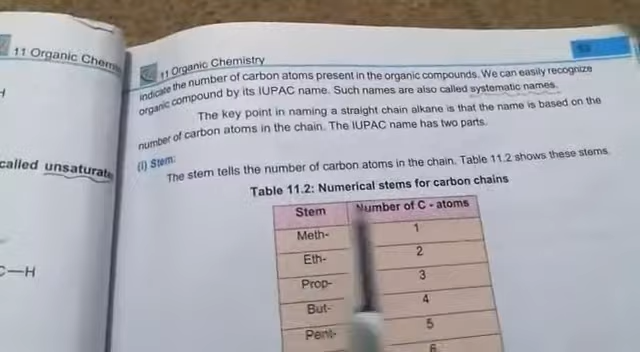 11 Organic
H
called unsaturate
C—H
11 Organic Chemistry
indicate the number of carbon atoms present in the organic compounds. We can easily recognize
organic compound by its IUPAC name. Such names are also called systematic names.
The key point in naming a straight chain alkane is that the name is based on the
number of carbon atoms in the chain. The IUPAC name has two parts.
(i) Stem:
The stem tells the number of carbon atoms in the chain. Table 11.2 shows these stems.
Table 11.2: Numerical stems for carbon chains
Stem Number of C - atoms
Meth- 1
Eth- 2
Prop- 3
But- 4
Pent- 5
6